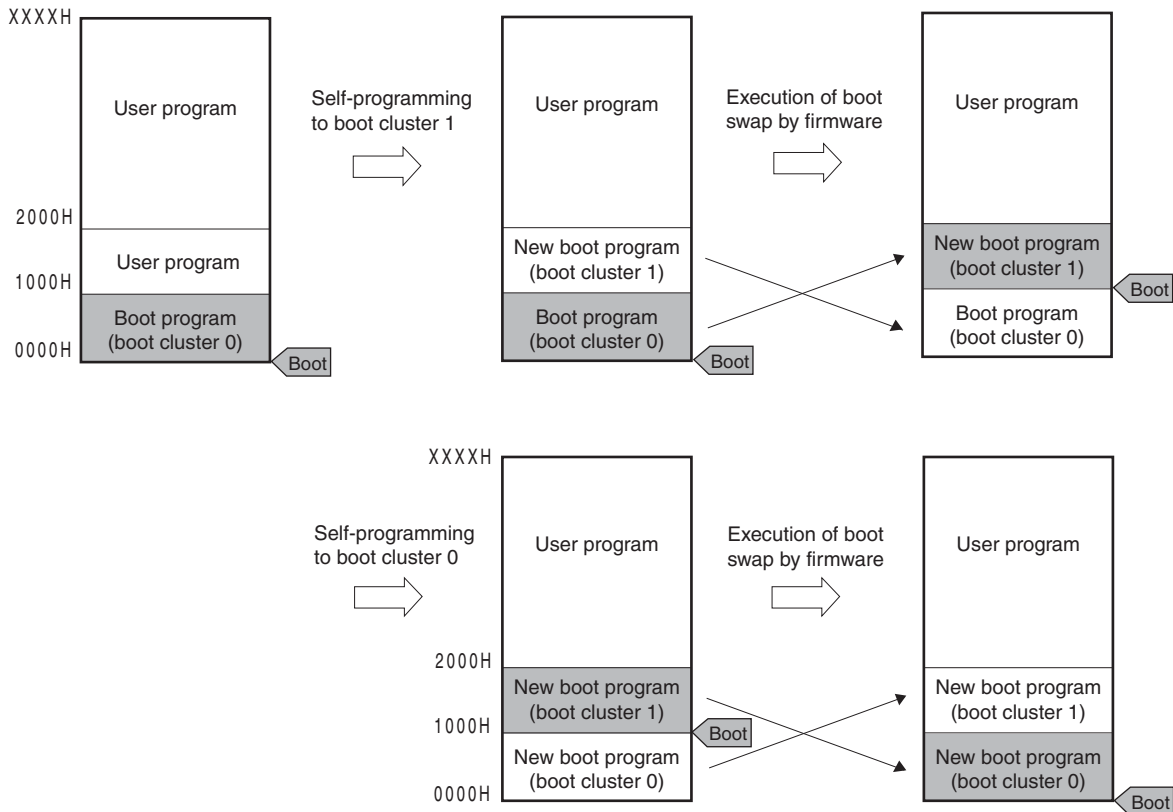 XXXXH
User program
2000H
User program
1000H
Boot program
(boot cluster 0)
0000H
Boot
Self-programming
to boot cluster 1
User program
New boot program
(boot cluster 1)
Boot program
(boot cluster 0)
Boot
Execution of boot
swap by firmware
User program
New boot program
(boot cluster 1)
Boot
Boot program
(boot cluster 0)
Self-programming
to boot cluster 0
XXXXH
User program
2000H
New boot program
(boot cluster 1)
1000H
Boot
New boot program
(boot cluster 0)
0000H
Execution of boot
swap by firmware
User program
New boot program
(boot cluster 1)
New boot program
(boot cluster 0)
Boot